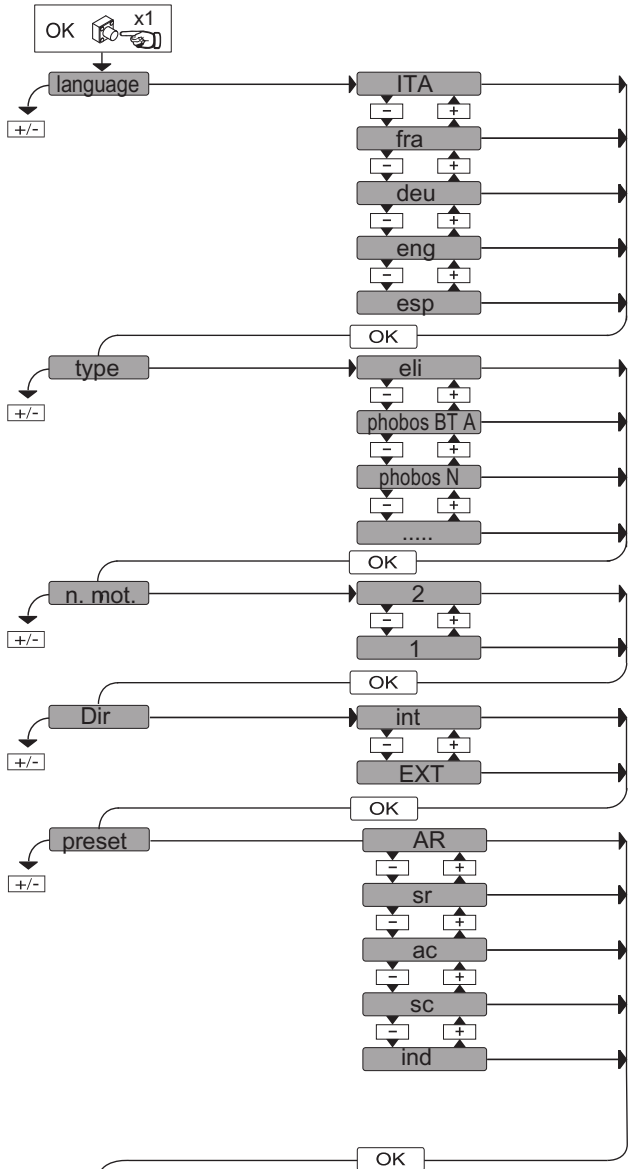 OK x1
language ITA
+/- - +
fra
- +
deu
- +
eng
- +
esp
OK
type eli
+/- - +
phobos BT A
- +
phobos N
- +
.....
OK
n. mot. 2
+/- - +
1
OK
Dir int
+/- - +
EXT
OK
preset AR
+/- - +
sr
- +
ac
- +
sc
- +
ind
OK